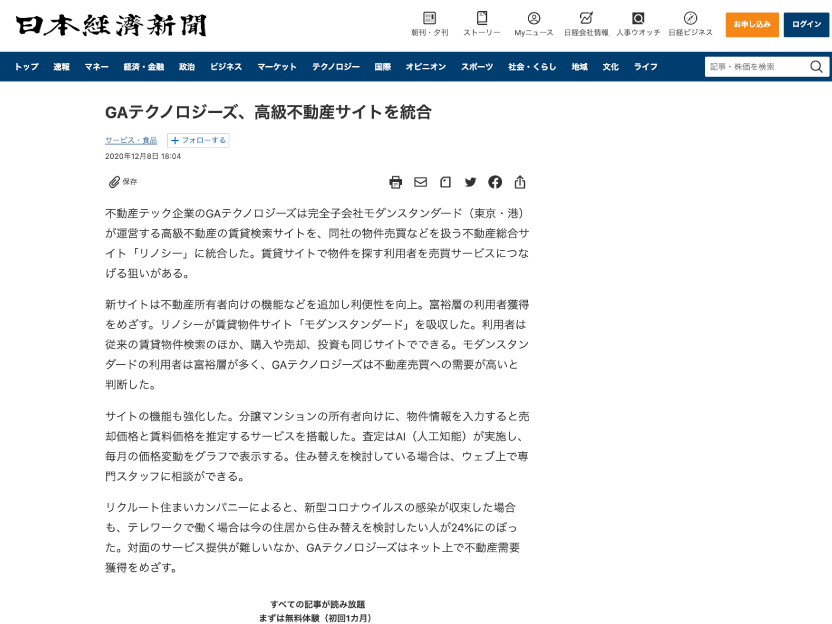 日本経済新聞
朝刊・夕刊 ストーリー Myニュース 日経会社情報 人事ウオッチ 日経ビジネス
お申し込み ログイン
トップ 速報 マネー 経済・金融 政治 ビジネス マーケット テクノロジー 国際 オピニオン スポーツ 社会・くらし 地域 文化 ライフ 記事・株価を検索
GAテクノロジーズ、高級不動産サイトを統合
サービス・食品 +フォローする
2020年12月8日 18:04
保存
不動産テック企業のGAテクノロジーズは完全子会社モダンスタンダード（東京・港）
が運営する高級不動産の賃貸検索サイトを、同社の物件売買などを扱う不動産総合サ
イト「リノシー」に統合した。賃貸サイトで物件を探す利用者を売買サービスにつな
げる狙いがある。
新サイトは不動産所有者向けの機能などを追加し利便性を向上。富裕層の利用者獲得
をめざす。リノシーが賃貸物件サイト「モダンスタンダード」を吸収した。利用者は
従来の賃貸物件検索のほか、購入や売却、投資も同じサイトでできる。モダンスタン
ダードの利用者は富裕層が多く、GAテクノロジーズは不動産売買への需要が高いと
判断した。
サイトの機能も強化した。分譲マンションの所有者向けに、物件情報を入力すると売
却価格と賃料価格を推定するサービスを搭載した。査定はAI（人工知能）が実施し、
毎月の価格変動をグラフで表示する。住み替えを検討している場合は、ウェブ上で専
門スタッフに相談ができる。
リクルート住まいカンパニーによると、新型コロナウイルスの感染が収束した場合
も、テレワークで働く場合は今の住居から住み替えを検討したい人が24%にのぼっ
た。対面のサービス提供が難しいなか、GAテクノロジーズはネット上で不動産需要
獲得をめざす。
すべての記事が読み放題
まずは無料体験（初回1カ月）